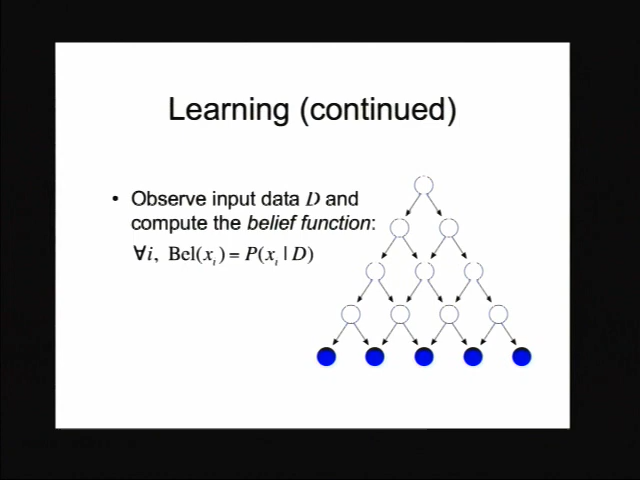 Learning (continued)
• Observe input data D and
compute the belief function:
∀i, Bel(xᵢ) = P(xᵢ | D)